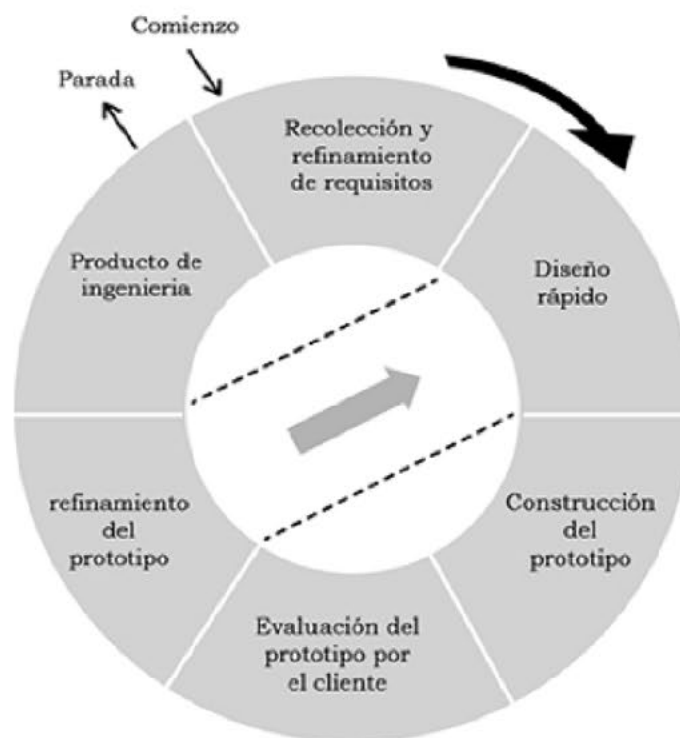 Comienzo
Parada
Recolección y
refinamiento
de requisitos
Diseño
rápido
Construcción
del
prototipo
Evaluación del
prototipo por
el cliente
refinamiento
del
prototipo
Producto de
ingenieria